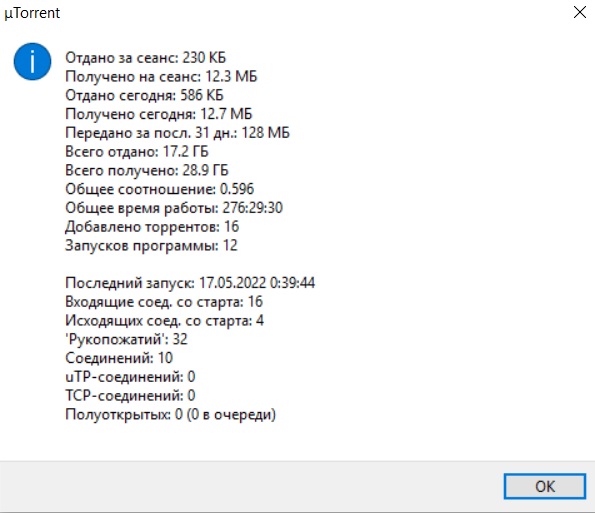 µTorrent
Отдано за сеанс: 230 КБ
Получено на сеанс: 12.3 МБ
Отдано сегодня: 586 КБ
Получено сегодня: 12.7 МБ
Передано за посл. 31 дн.: 128 МБ
Всего отдано: 17.2 ГБ
Всего получено: 28.9 ГБ
Общее соотношение: 0.596
Общее время работы: 276:29:30
Добавлено торрентов: 16
Запусков программы: 12
Последний запуск: 17.05.2022 0:39:44
Входящие соед. со старта: 16
Исходящих соед. со старта: 4
'Рукопожатий': 32
Соединений: 10
uTP-соединений: 0
TCP-соединений: 0
Полуоткрытых: 0 (0 в очереди)
OK